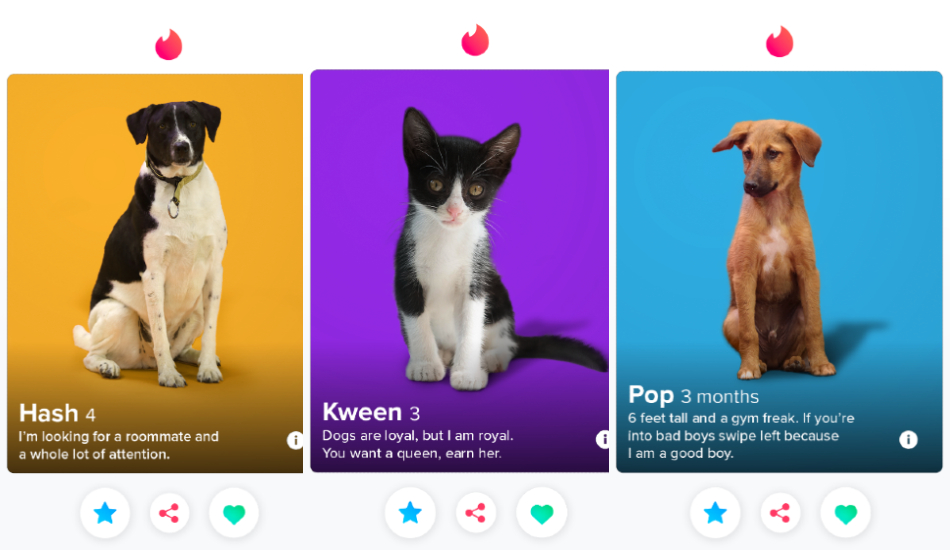 Hash 4
I'm looking for a roommate and
a whole lot of attention.
Kween 3
Dogs are loyal, but I am royal.
You want a queen, earn her.
Pop 3 months
6 feet tall and a gym freak. If you're
into bad boys swipe left because
I am a good boy.